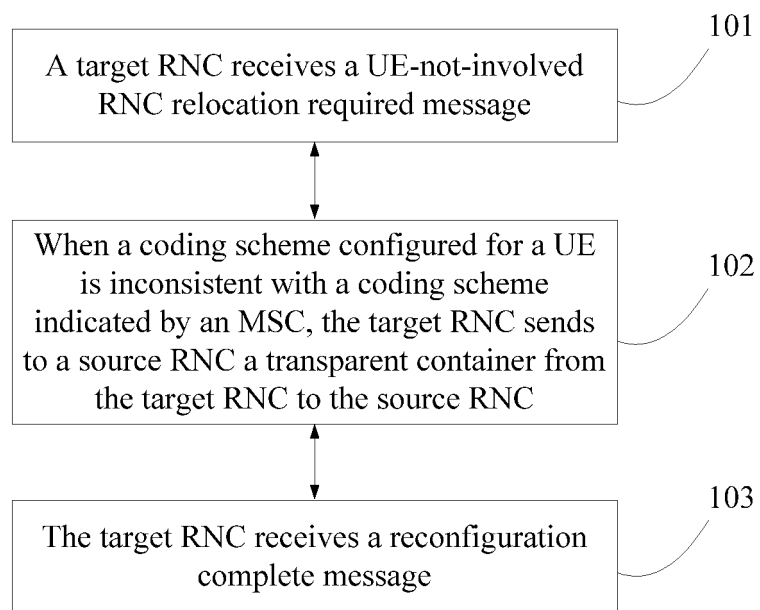 101
A target RNC receives a UE-not-involved
RNC relocation required message
102
When a coding scheme configured for a UE
is inconsistent with a coding scheme
indicated by an MSC, the target RNC sends
to a source RNC a transparent container from
the target RNC to the source RNC
103
The target RNC receives a reconfiguration
complete message